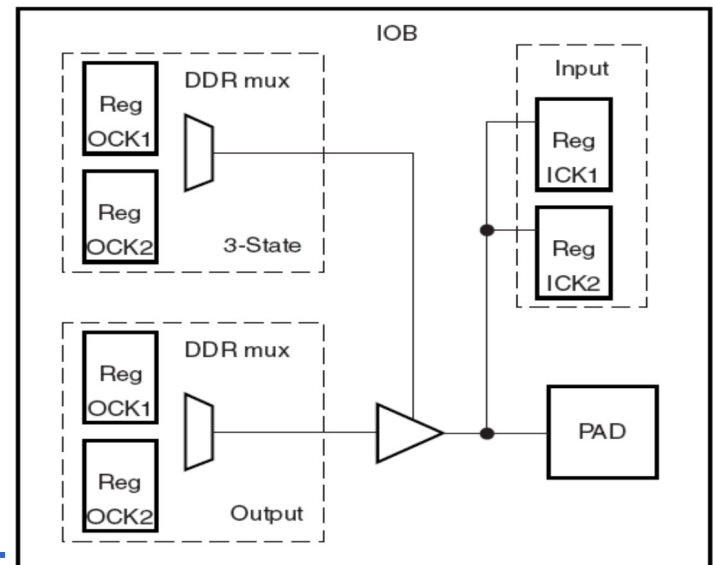 IOB
DDR mux
Reg
OCK1
Reg
OCK2
3-State
Input
Reg
ICK1
Reg
ICK2
DDR mux
Reg
OCK1
Reg
OCK2
Output
PAD